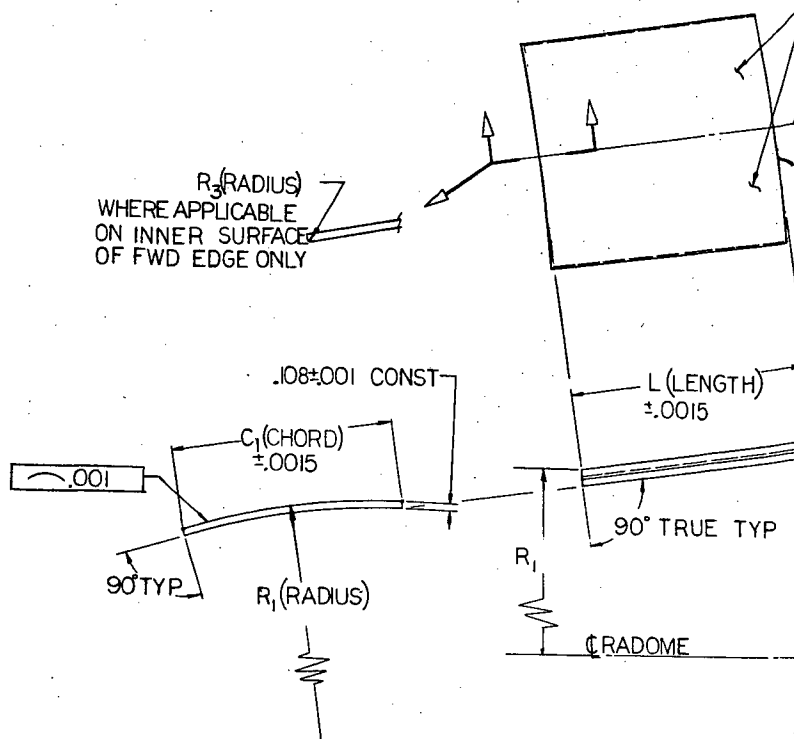 R3(RADIUS)
WHERE APPLICABLE
ON INNER SURFACE
OF FWD EDGE ONLY
.108±.001 CONST
L (LENGTH)
±.0015
C1(CHORD)
±.0015
⌒.001
90° TRUE TYP
90°TYP
R1(RADIUS)
R1
℄RADOME